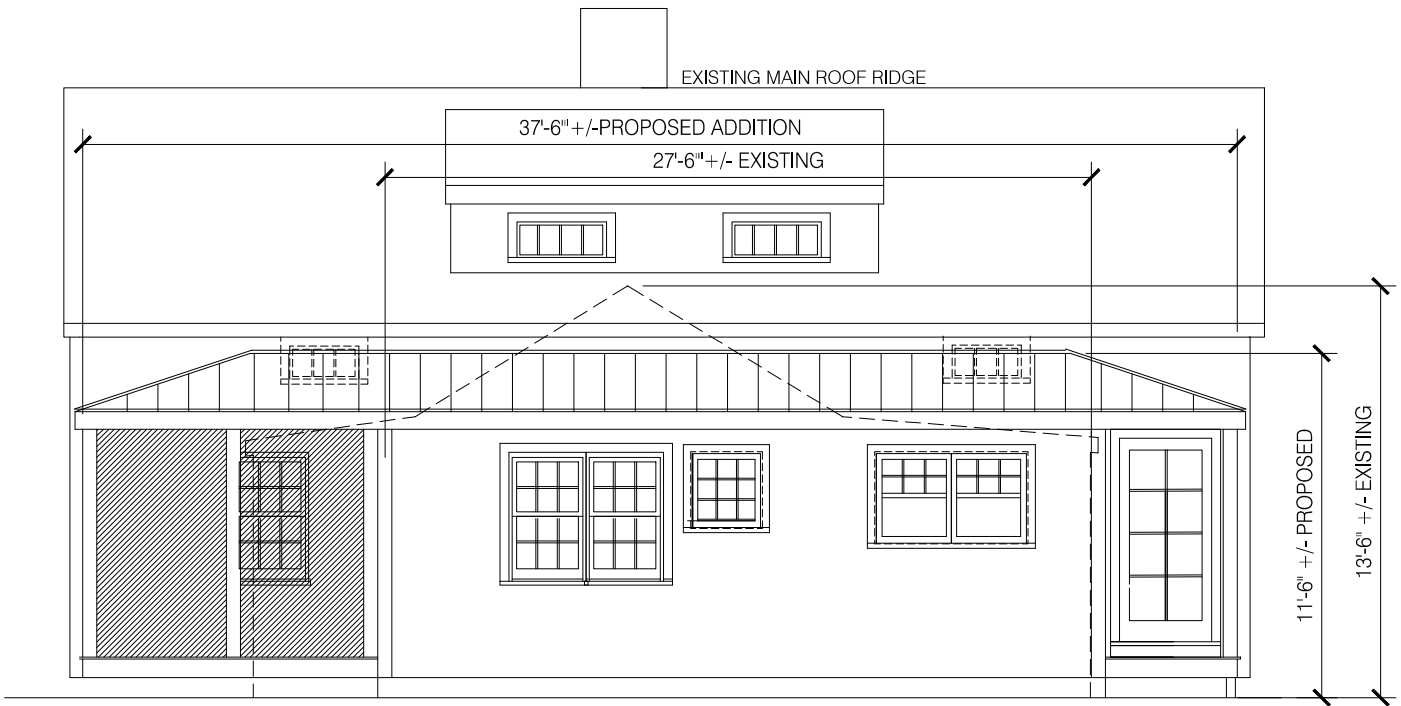 EXISTING MAIN ROOF RIDGE
37'-6"' +/-PROPOSED ADDITION
27'-6"'+/- EXISTING
11'-6" +/- PROPOSED
13'-6" +/- EXISTING